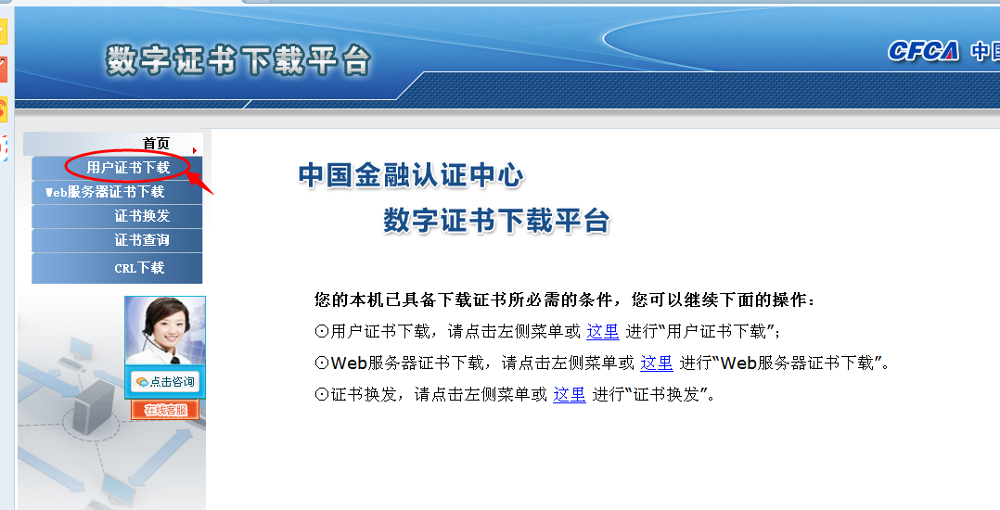 数字证书下载平台
CFCA 中国
首页
用户证书下载
Web服务器证书下载
证书换发
证书查询
CRL下载
点击咨询
在线客服
中国金融认证中心
数字证书下载平台
您的本机已具备下载证书所必需的条件，您可以继续下面的操作：
⊙用户证书下载，请点击左侧菜单或 这里 进行“用户证书下载”；
⊙Web服务器证书下载，请点击左侧菜单或 这里 进行“Web服务器证书下载”。
⊙证书换发，请点击左侧菜单或 这里 进行“证书换发”。